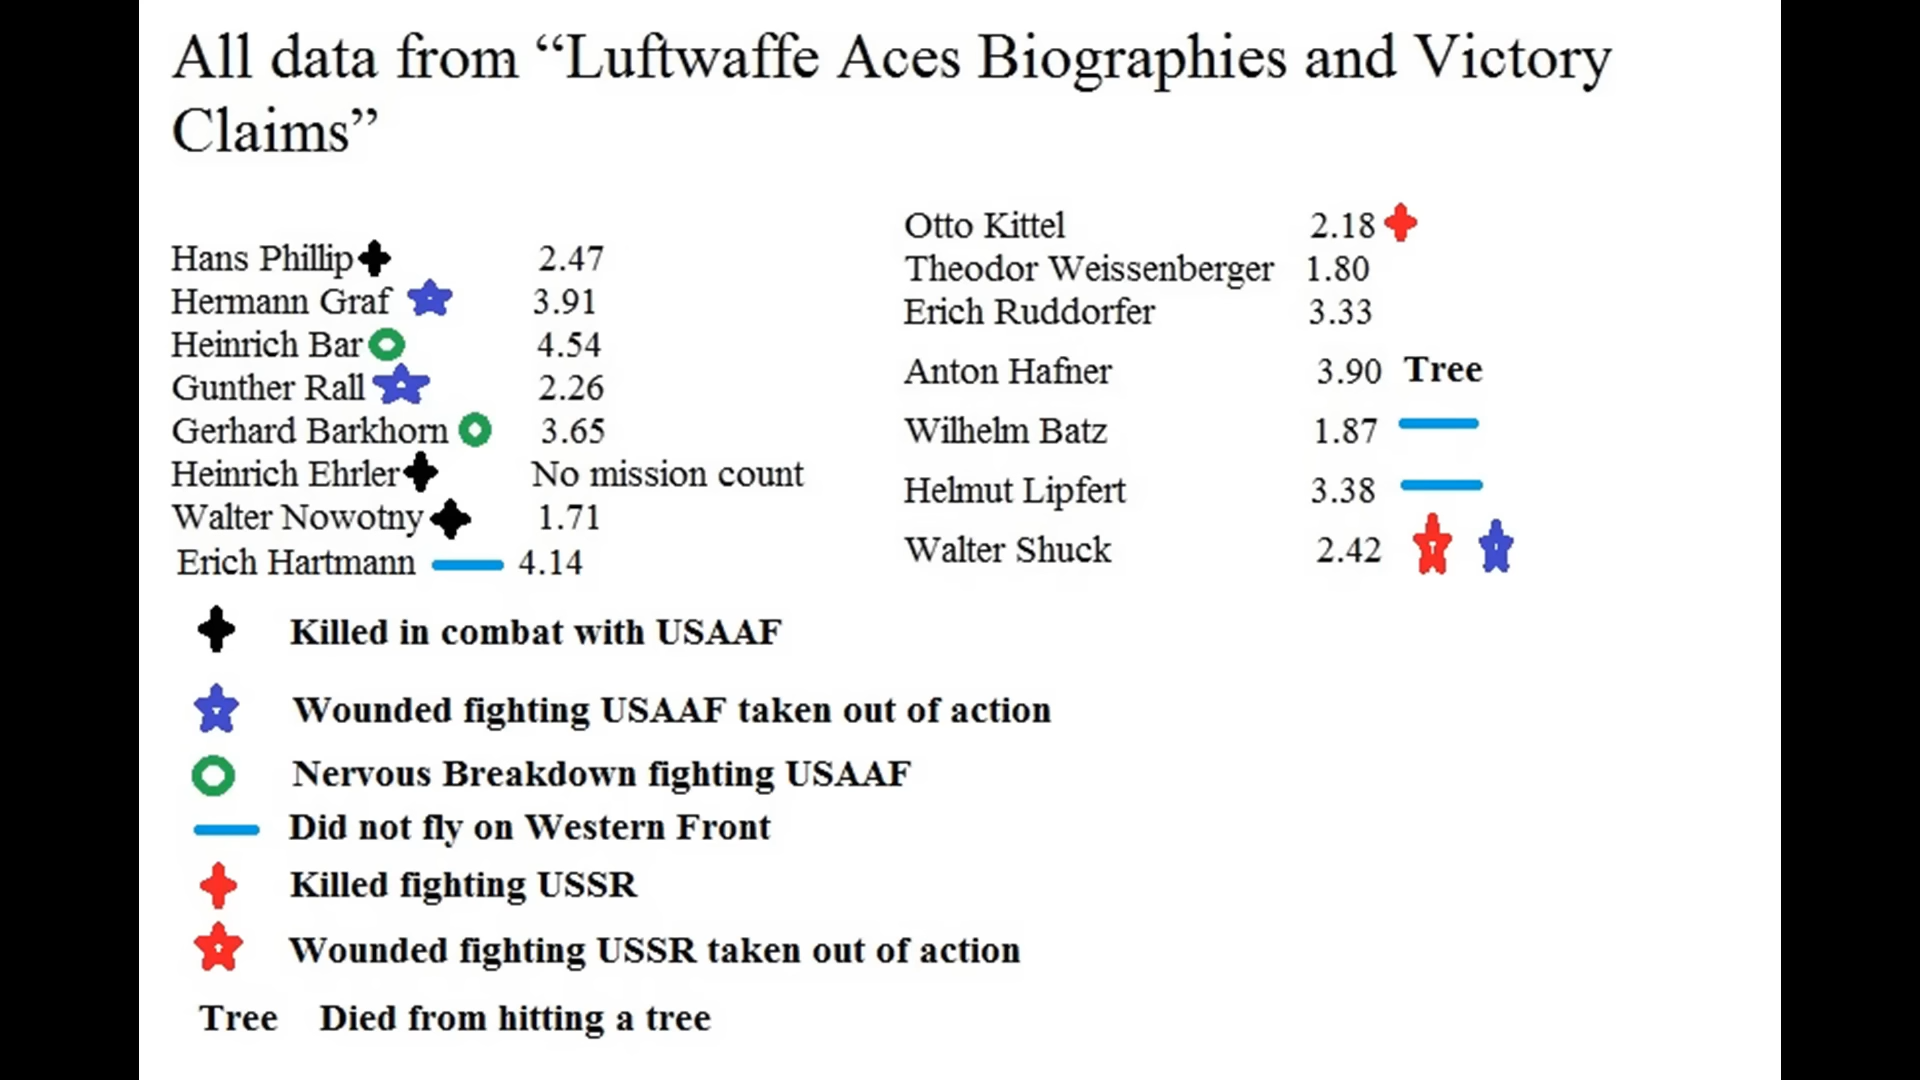 All data from “Luftwaffe Aces Biographies and Victory
Claims”
Hans Phillip 2.47
Hermann Graf 3.91
Heinrich Bar 4.54
Gunther Rall 2.26
Gerhard Barkhorn 3.65
Heinrich Ehrler No mission count
Walter Nowotny 1.71
Erich Hartmann 4.14
Otto Kittel 2.18
Theodor Weissenberger 1.80
Erich Ruddorfer 3.33
Anton Hafner 3.90 Tree
Wilhelm Batz 1.87
Helmut Lipfert 3.38
Walter Shuck 2.42
Killed in combat with USAAF
Wounded fighting USAAF taken out of action
Nervous Breakdown fighting USAAF
Did not fly on Western Front
Killed fighting USSR
Wounded fighting USSR taken out of action
Tree Died from hitting a tree